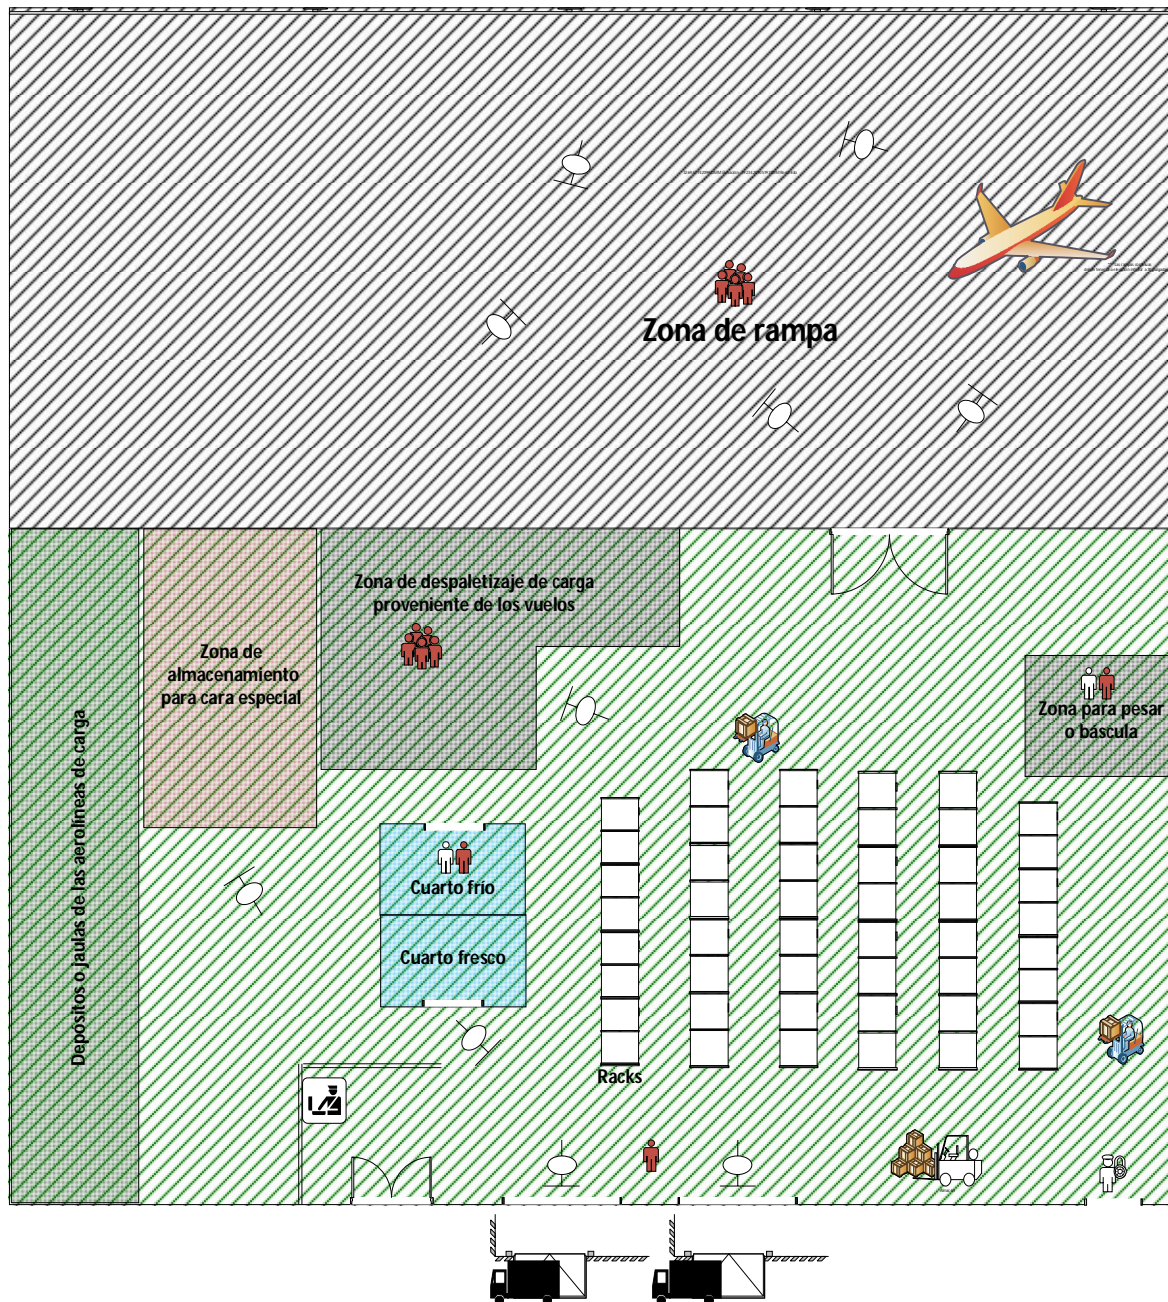 Zona de rampa
Zona de despaletizaje de carga
proveniente de los vuelos
Zona de
almacenamiento
para cara especial
Zona para pesar
o báscula
Depósitos o jaulas de las aerolíneas de carga
Cuarto frío
Cuarto fresco
Racks